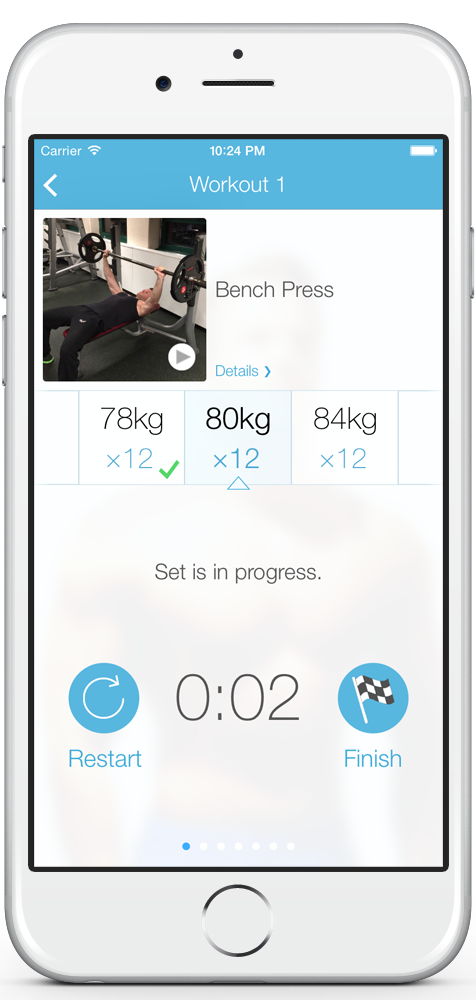 Carrier 10:24 PM
Workout 1
Bench Press
Details
78kg 80kg 84kg
×12 ×12 ×12
Set is in progress.
0:02
Restart Finish